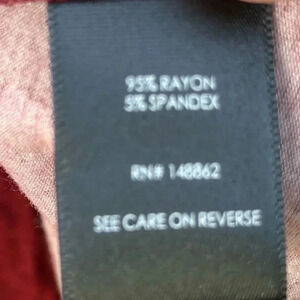 95% RAYON
5% SPANDEX
RN# 148862
SEE CARE ON REVERSE